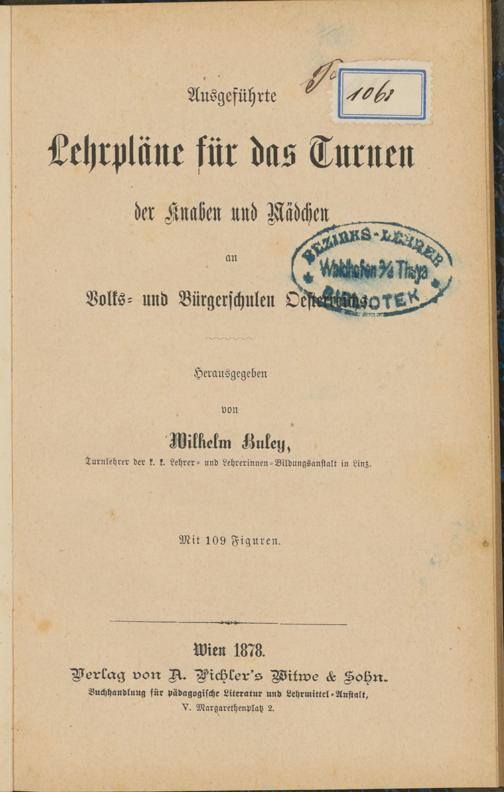 Ausgeführte
1068
Lehrpläne für das Turnen
der Knaben und Mädchen
an
BEZIRKS-LEHRER
Waidhofen a/d Thaya
BIBLIOTEK
Volks- und Bürgerschulen Oesterreichs.
Herausgegeben
von
Wilhelm Buley,
Turnlehrer der k. k. Lehrer- und Lehrerinnen-Bildungsanstalt in Linz.
Mit 109 Figuren.
Wien 1878.
Verlag von A. Pichler's Witwe & Sohn.
Buchhandlung für pädagogische Literatur und Lehrmittel-Anstalt,
V. Margarethenplatz 2.